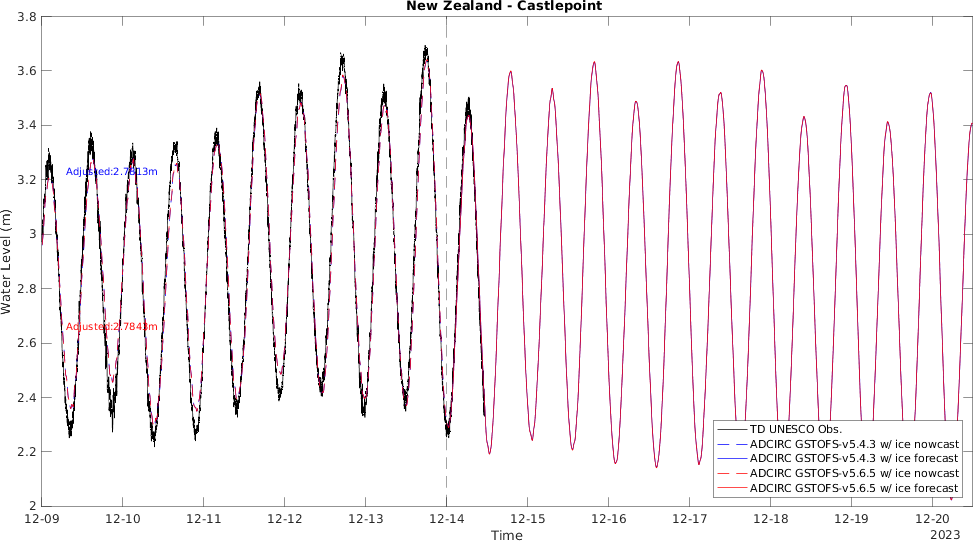 New Zealand - Castlepoint
3.8
3.6
3.4
3.2
3
2.8
2.6
2.4
2.2
2
Water Level (m)
Adjusted:2.7813m
Adjusted:2.7843m
TD UNESCO Obs.
ADCIRC GSTOFS-v5.4.3 w/ ice nowcast
ADCIRC GSTOFS-v5.4.3 w/ ice forecast
ADCIRC GSTOFS-v5.6.5 w/ ice nowcast
ADCIRC GSTOFS-v5.6.5 w/ ice forecast
12-09 12-10 12-11 12-12 12-13 12-14 12-15 12-16 12-17 12-18 12-19 12-20
Time
2023